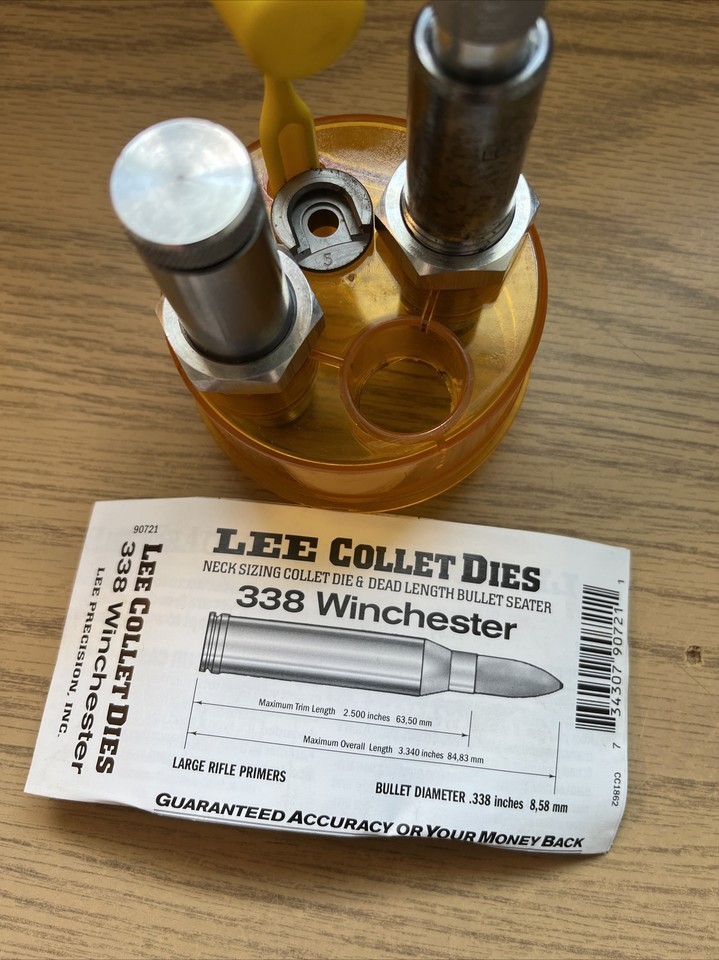 5
90721
LEE COLLET DIES
NECK SIZING COLLET DIE & DEAD LENGTH BULLET SEATER
338 Winchester
LEE COLLET DIES
338 Winchester
LEE PRECISION, INC.
Maximum Trim Length 2.500 inches 63,50 mm
Maximum Overall Length 3.340 inches 84,83 mm
LARGE RIFLE PRIMERS
BULLET DIAMETER .338 inches 8,58 mm
GUARANTEED ACCURACY OR YOUR MONEY BACK
7 34307 90721 1
CC1862